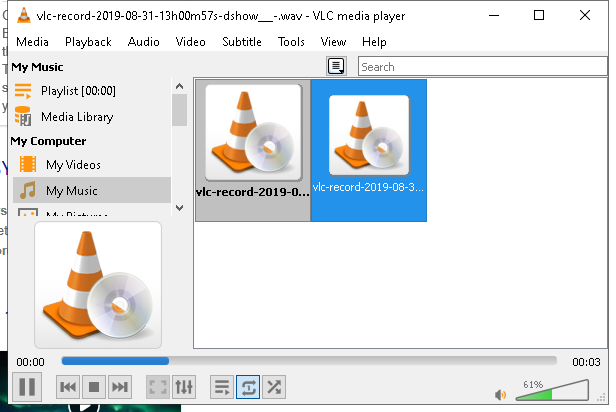 vlc-record-2019-08-31-13h00m57s-dshow___-.wav - VLC media player
Media Playback Audio Video Subtitle Tools View Help
My Music
Search
Playlist [00:00]
Media Library
My Computer
My Videos
My Music
vlc-record-2019-0...
vlc-record-2019-08-3...
00:00
00:03
61%